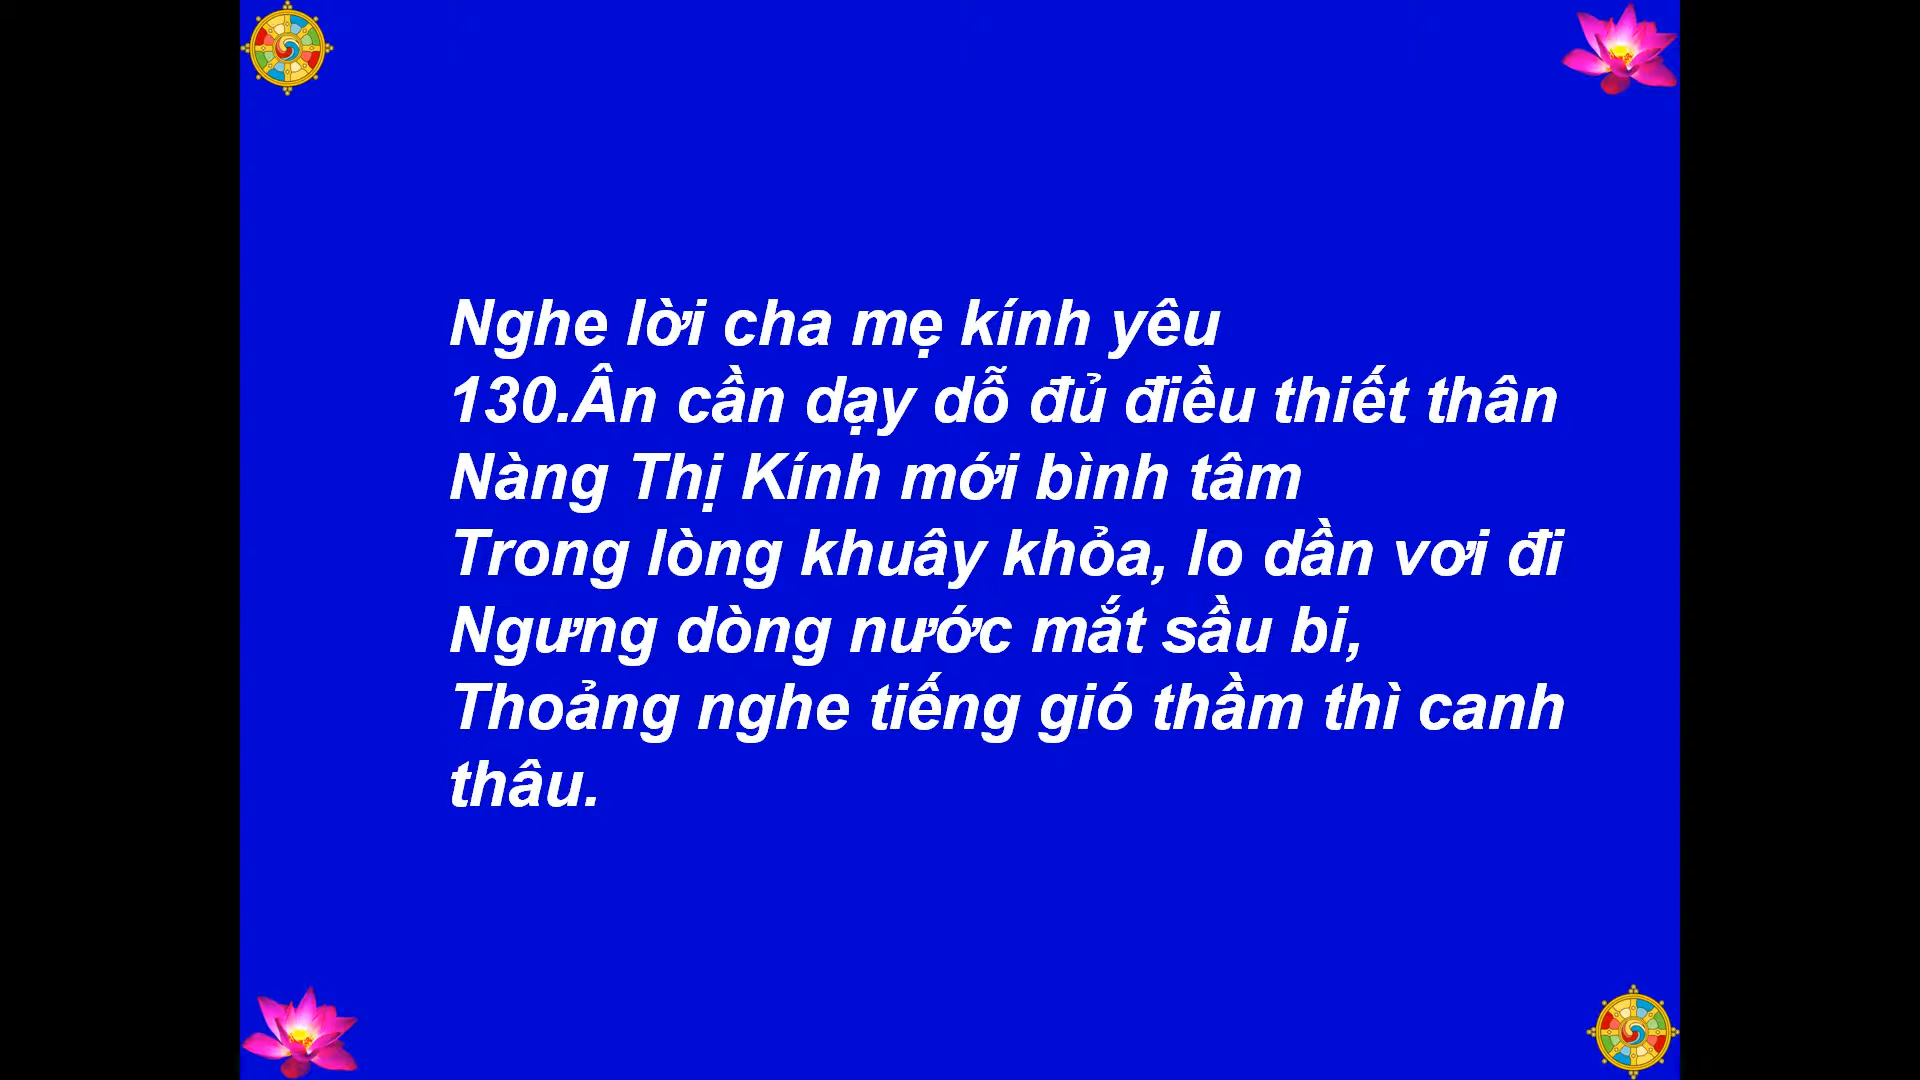 Nghe lời cha mẹ kính yêu
130.Ân cần dạy dỗ đủ điều thiết thân
Nàng Thị Kính mới bình tâm
Trong lòng khuây khỏa, lo dần vơi đi
Ngưng dòng nước mắt sầu bi,
Thoảng nghe tiếng gió thầm thì canh
thâu.